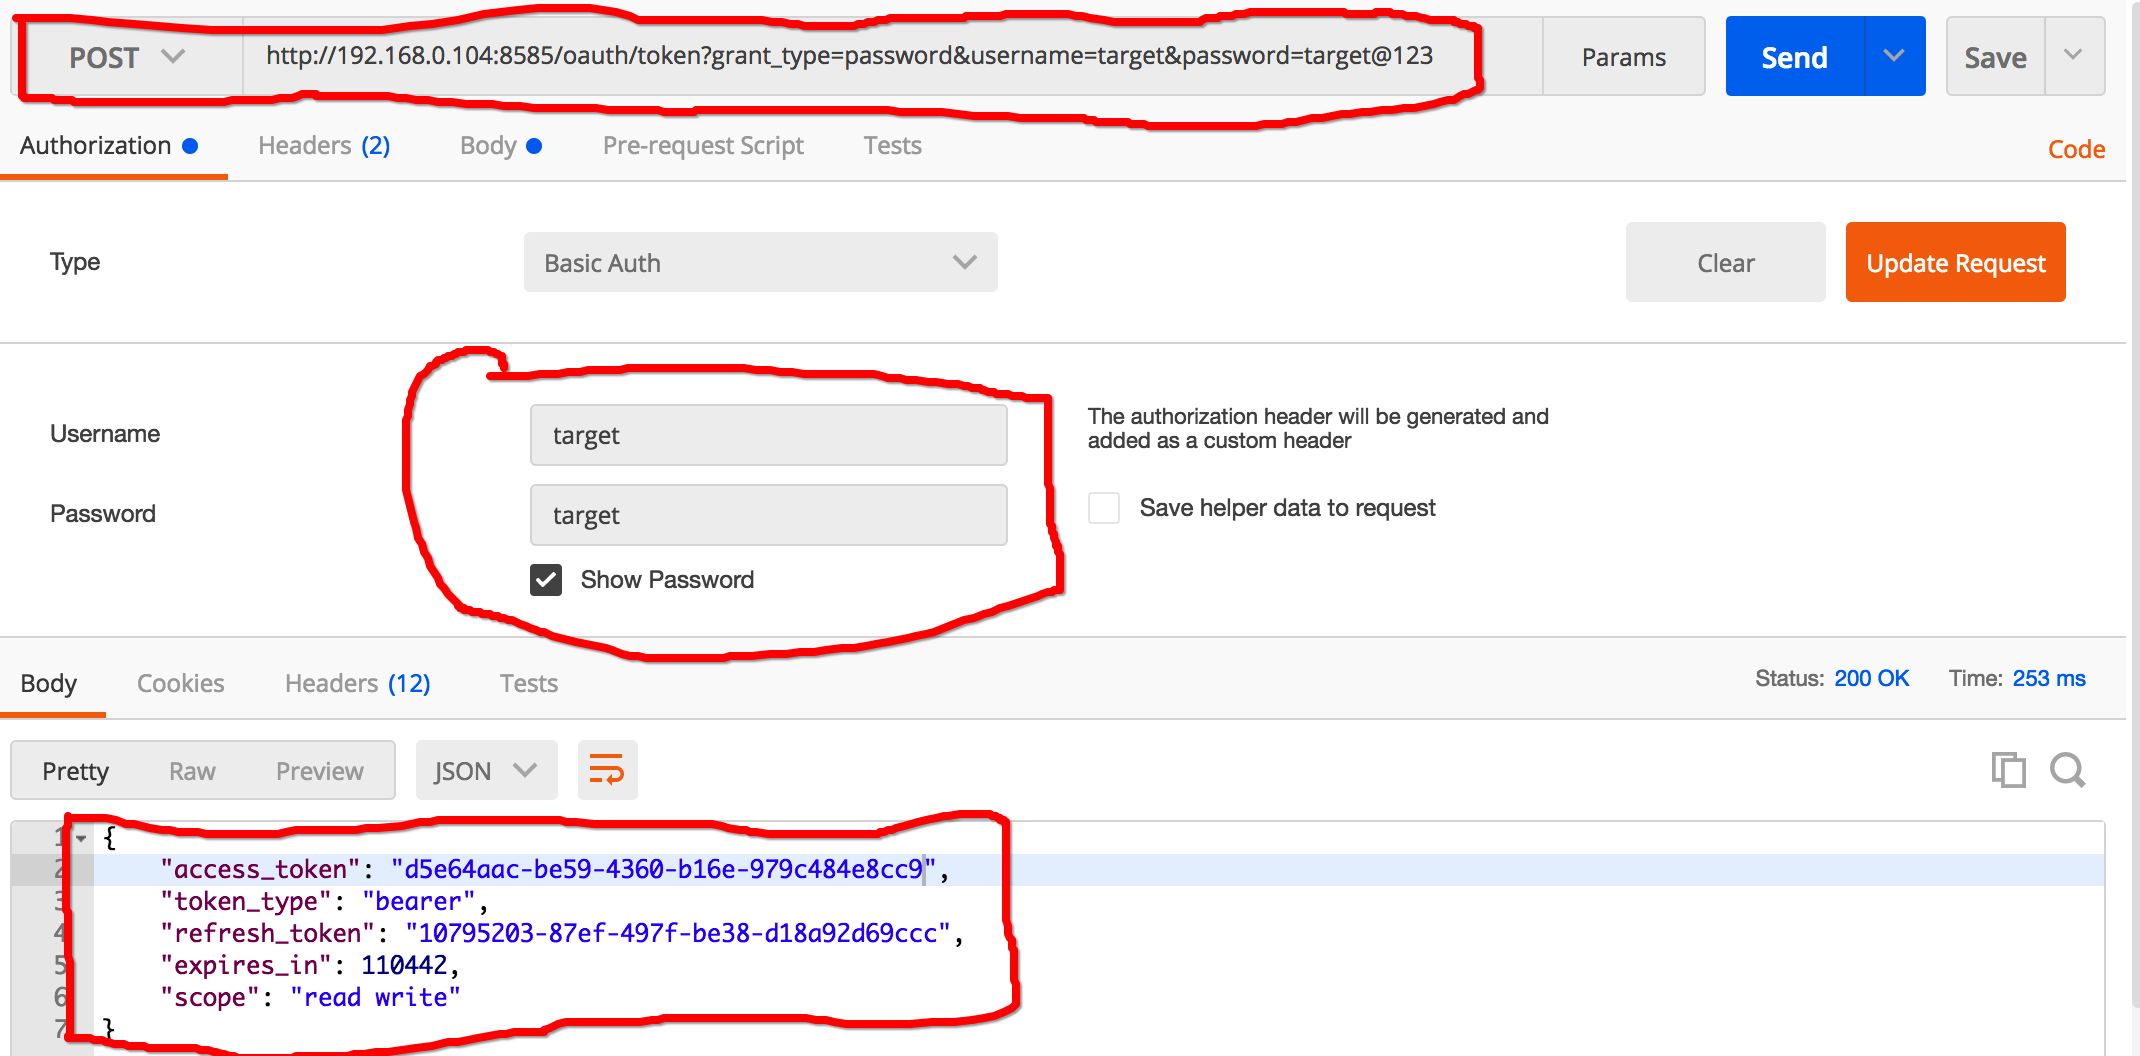 POST http://192.168.0.104:8585/oauth/token?grant_type=password&username=target&password=target@123 Params Send Save
Authorization Headers (2) Body Pre-request Script Tests Code
Type Basic Auth Clear Update Request
Username target
The authorization header will be generated and
added as a custom header
Password target
Save helper data to request
Show Password
Body Cookies Headers (12) Tests Status: 200 OK Time: 253 ms
Pretty Raw Preview JSON
1 {
2 "access_token": "d5e64aac-be59-4360-b16e-979c484e8cc9",
3 "token_type": "bearer",
4 "refresh_token": "10795203-87ef-497f-be38-d18a92d69ccc",
5 "expires_in": 110442,
6 "scope": "read write"
7 }